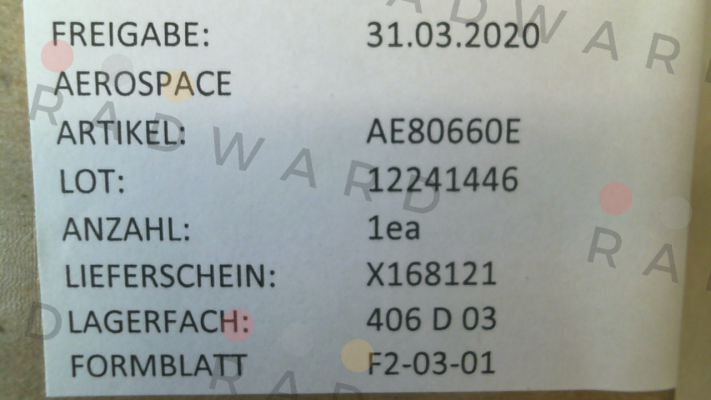 FREIGABE: 31.03.2020
AEROSPACE
ARTIKEL: AE80660E
LOT: 12241446
ANZAHL: 1ea
LIEFERSCHEIN: X168121
LAGERFACH: 406 D 03
FORMBLATT F2-03-01
RADWARD